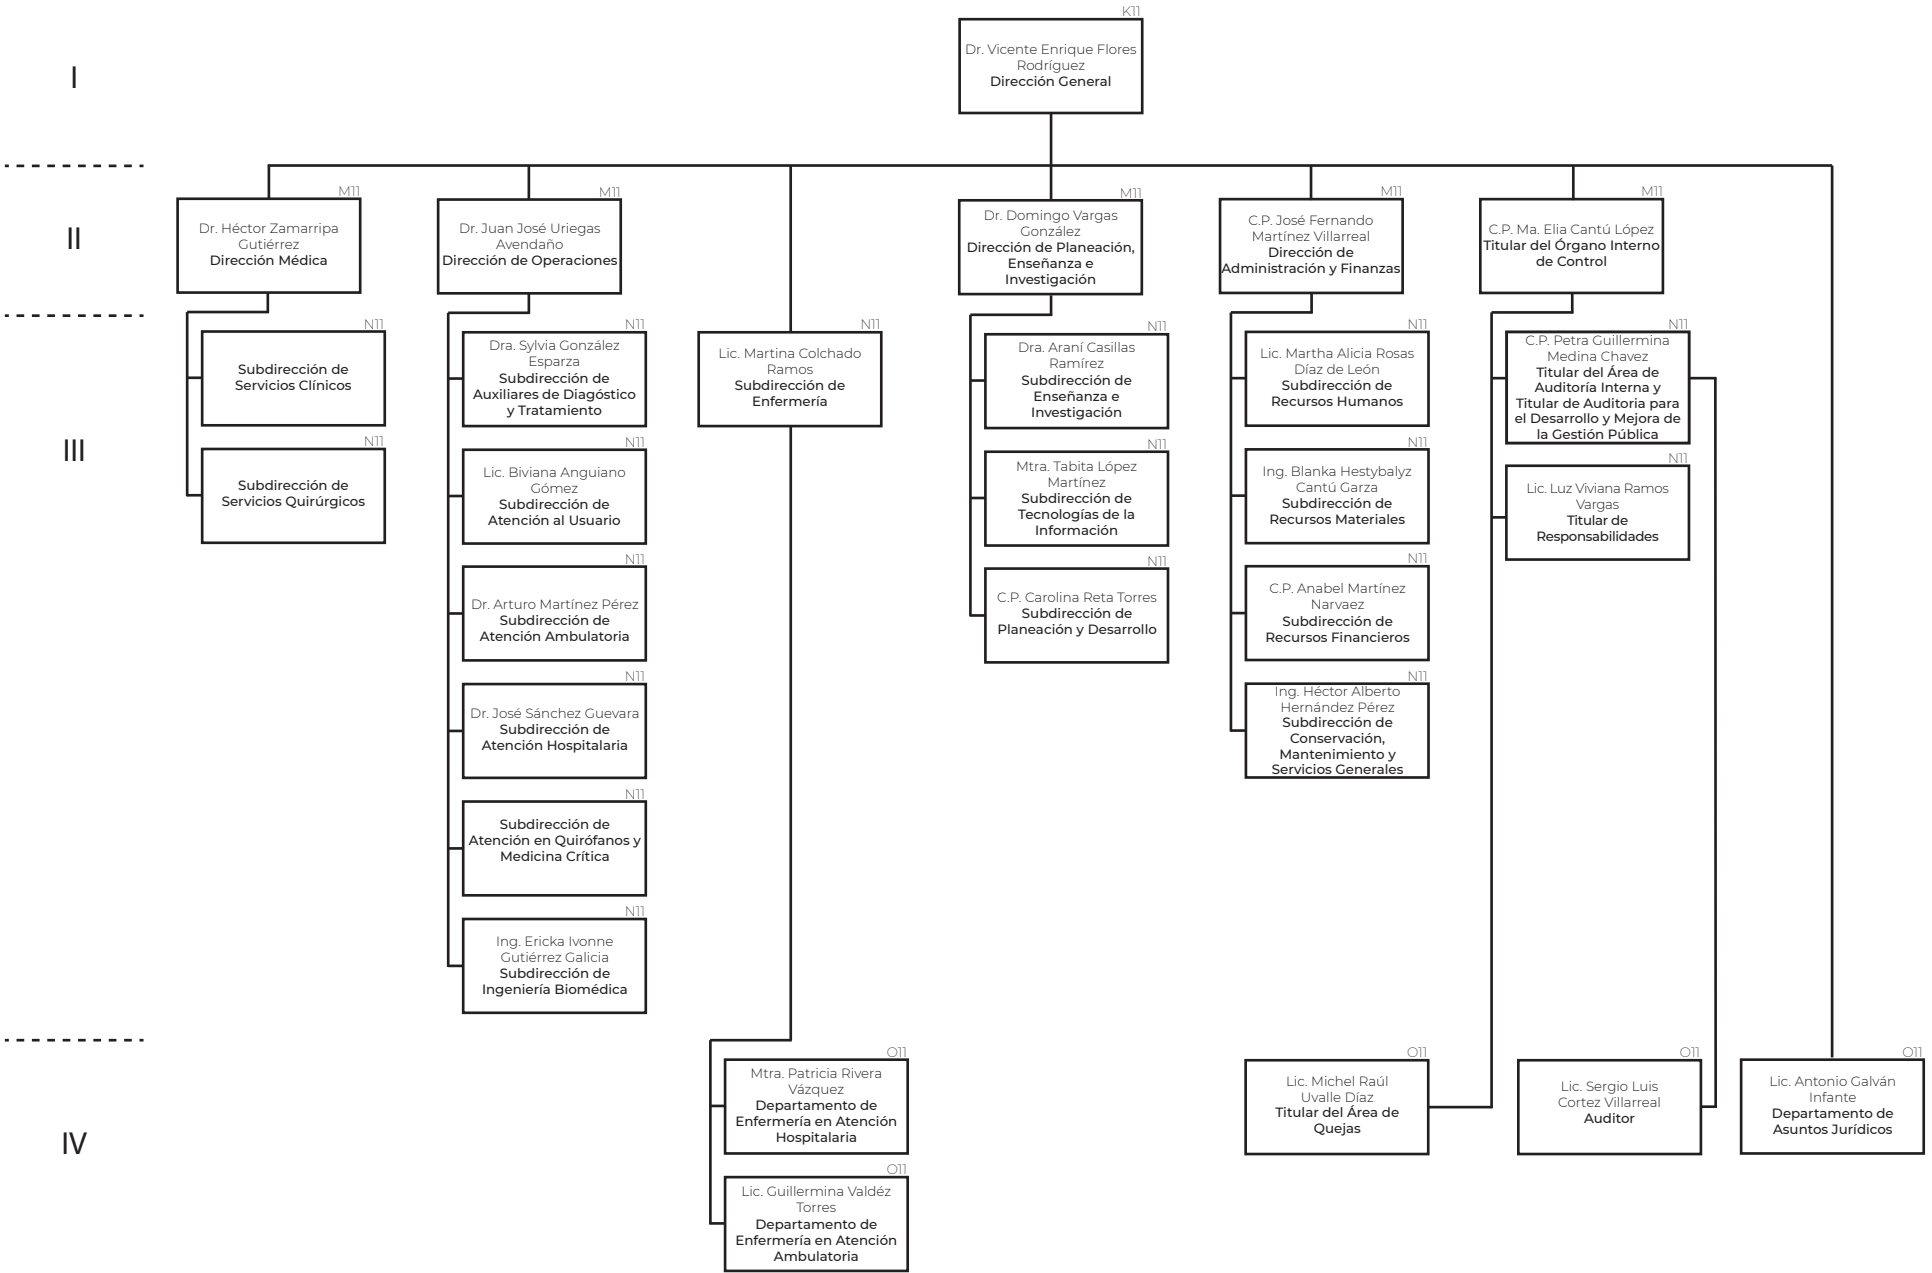 K11
Dr. Vicente Enrique Flores
Rodríguez
Dirección General
I
II
III
IV
M11
Dr. Héctor Zamarripa
Gutiérrez
Dirección Médica
N11
Subdirección de
Servicios Clínicos
N11
Subdirección de
Servicios Quirúrgicos
M11
Dr. Juan José Uriegas
Avendaño
Dirección de Operaciones
N11
Dra. Sylvia González
Esparza
Subdirección de
Auxiliares de Diagóstico
y Tratamiento
N11
Lic. Biviana Anguiano
Gómez
Subdirección de
Atención al Usuario
N11
Dr. Arturo Martínez Pérez
Subdirección de
Atención Ambulatoria
N11
Dr. José Sánchez Guevara
Subdirección de
Atención Hospitalaria
N11
Subdirección de
Atención en Quirófanos y
Medicina Crítica
N11
Ing. Ericka Ivonne
Gutiérrez Galicia
Subdirección de
Ingeniería Biomédica
N11
Lic. Martina Colchado
Ramos
Subdirección de
Enfermería
O11
Mtra. Patricia Rivera
Vázquez
Departamento de
Enfermería en Atención
Hospitalaria
O11
Lic. Guillermina Valdéz
Torres
Departamento de
Enfermería en Atención
Ambulatoria
M11
Dr. Domingo Vargas
González
Dirección de Planeación,
Enseñanza e
Investigación
N11
Dra. Araní Casillas
Ramírez
Subdirección de
Enseñanza e
Investigación
N11
Mtra. Tabita López
Martínez
Subdirección de
Tecnologías de la
Información
N11
C.P. Carolina Reta Torres
Subdirección de
Planeación y Desarrollo
M11
C.P. José Fernando
Martínez Villarreal
Dirección de
Administración y Finanzas
N11
Lic. Martha Alicia Rosas
Díaz de León
Subdirección de
Recursos Humanos
N11
Ing. Blanka Hestybalyz
Cantú Garza
Subdirección de
Recursos Materiales
N11
C.P. Anabel Martínez
Narvaez
Subdirección de
Recursos Financieros
N11
Ing. Héctor Alberto
Hernández Pérez
Subdirección de
Conservación,
Mantenimiento y
Servicios Generales
M11
C.P. Ma. Elia Cantú López
Titular del Órgano Interno
de Control
N11
C.P. Petra Guillermina
Medina Chavez
Titular del Área de
Auditoría Interna y
Titular de Auditoria para
el Desarrollo y Mejora de
la Gestión Pública
N11
Lic. Luz Viviana Ramos
Vargas
Titular de
Responsabilidades
O11
Lic. Michel Raúl
Uvalle Díaz
Titular del Área de
Quejas
O11
Lic. Sergio Luis
Cortez Villarreal
Auditor
O11
Lic. Antonio Galván
Infante
Departamento de
Asuntos Jurídicos